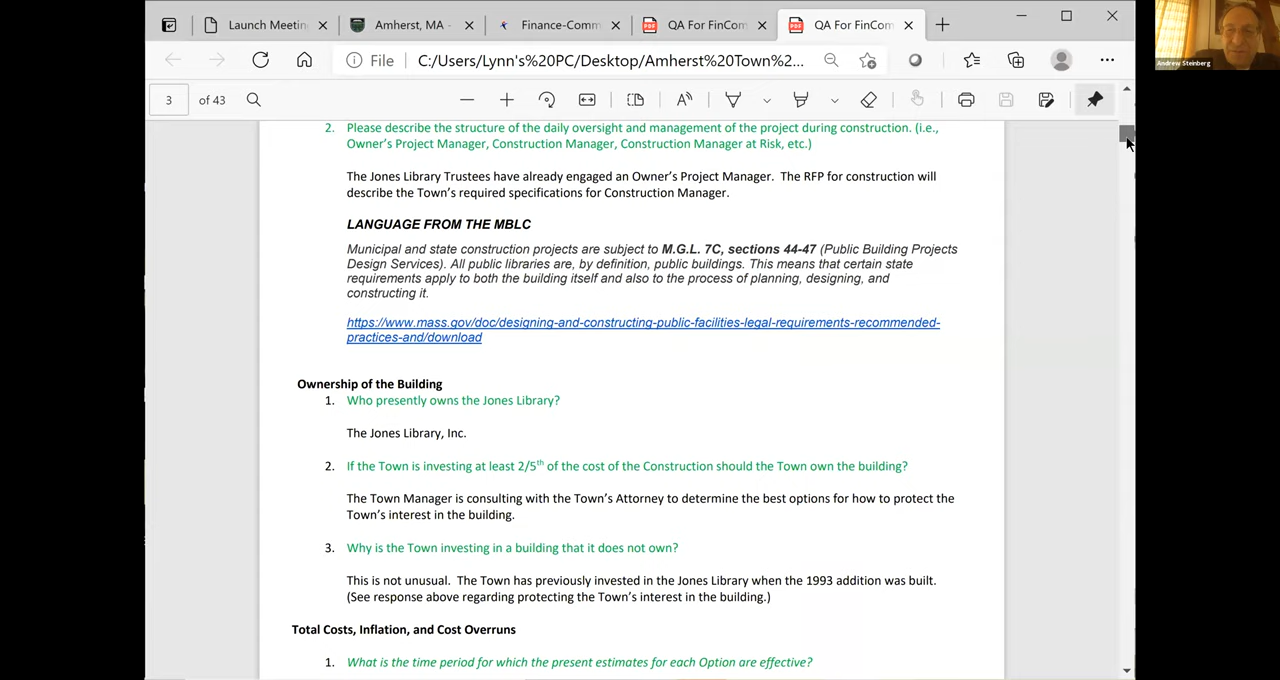 Launch Meetin
Amherst, MA -
Finance-Comm
QA For FinCom
QA For FinCom
File
C:/Users/Lynn's%20PC/Desktop/Amherst%20Town%2...
3
of 43
Andrew Steinberg
2. Please describe the structure of the daily oversight and management of the project during construction. (i.e.,
Owner's Project Manager, Construction Manager, Construction Manager at Risk, etc.)
The Jones Library Trustees have already engaged an Owner's Project Manager. The RFP for construction will
describe the Town's required specifications for Construction Manager.
LANGUAGE FROM THE MBLC
Municipal and state construction projects are subject to M.G.L. 7C, sections 44-47 (Public Building Projects
Design Services). All public libraries are, by definition, public buildings. This means that certain state
requirements apply to both the building itself and also to the process of planning, designing, and
constructing it.
https://www.mass.gov/doc/designing-and-constructing-public-facilities-legal-requirements-recommended-
practices-and/download
Ownership of the Building
1. Who presently owns the Jones Library?
The Jones Library, Inc.
2. If the Town is investing at least 2/5th of the cost of the Construction should the Town own the building?
The Town Manager is consulting with the Town's Attorney to determine the best options for how to protect the
Town's interest in the building.
3. Why is the Town investing in a building that it does not own?
This is not unusual. The Town has previously invested in the Jones Library when the 1993 addition was built.
(See response above regarding protecting the Town's interest in the building.)
Total Costs, Inflation, and Cost Overruns
1. What is the time period for which the present estimates for each Option are effective?